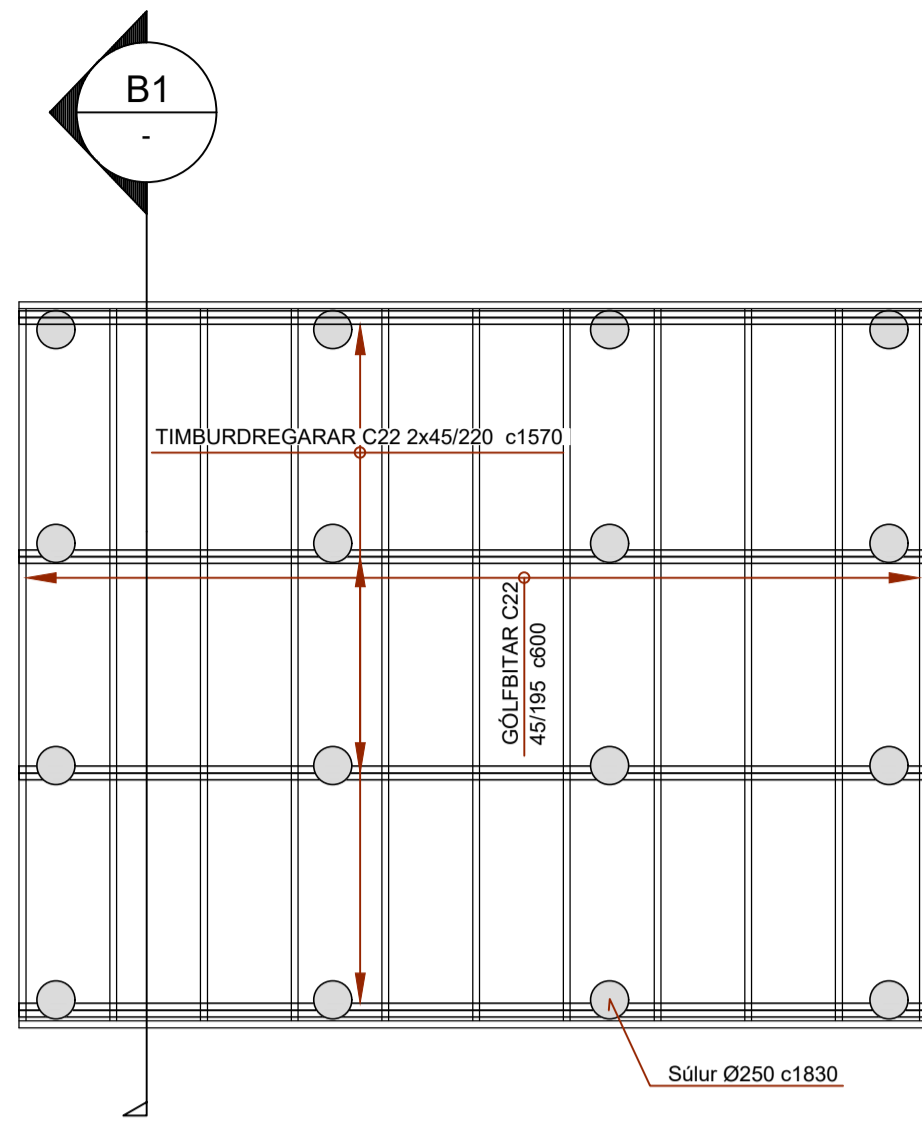 B1
-
TIMBURDREGARAR C22 2x45/220 c1570
GÓLFBITAR C22
45/195 c600
Súlur Ø250 c1830